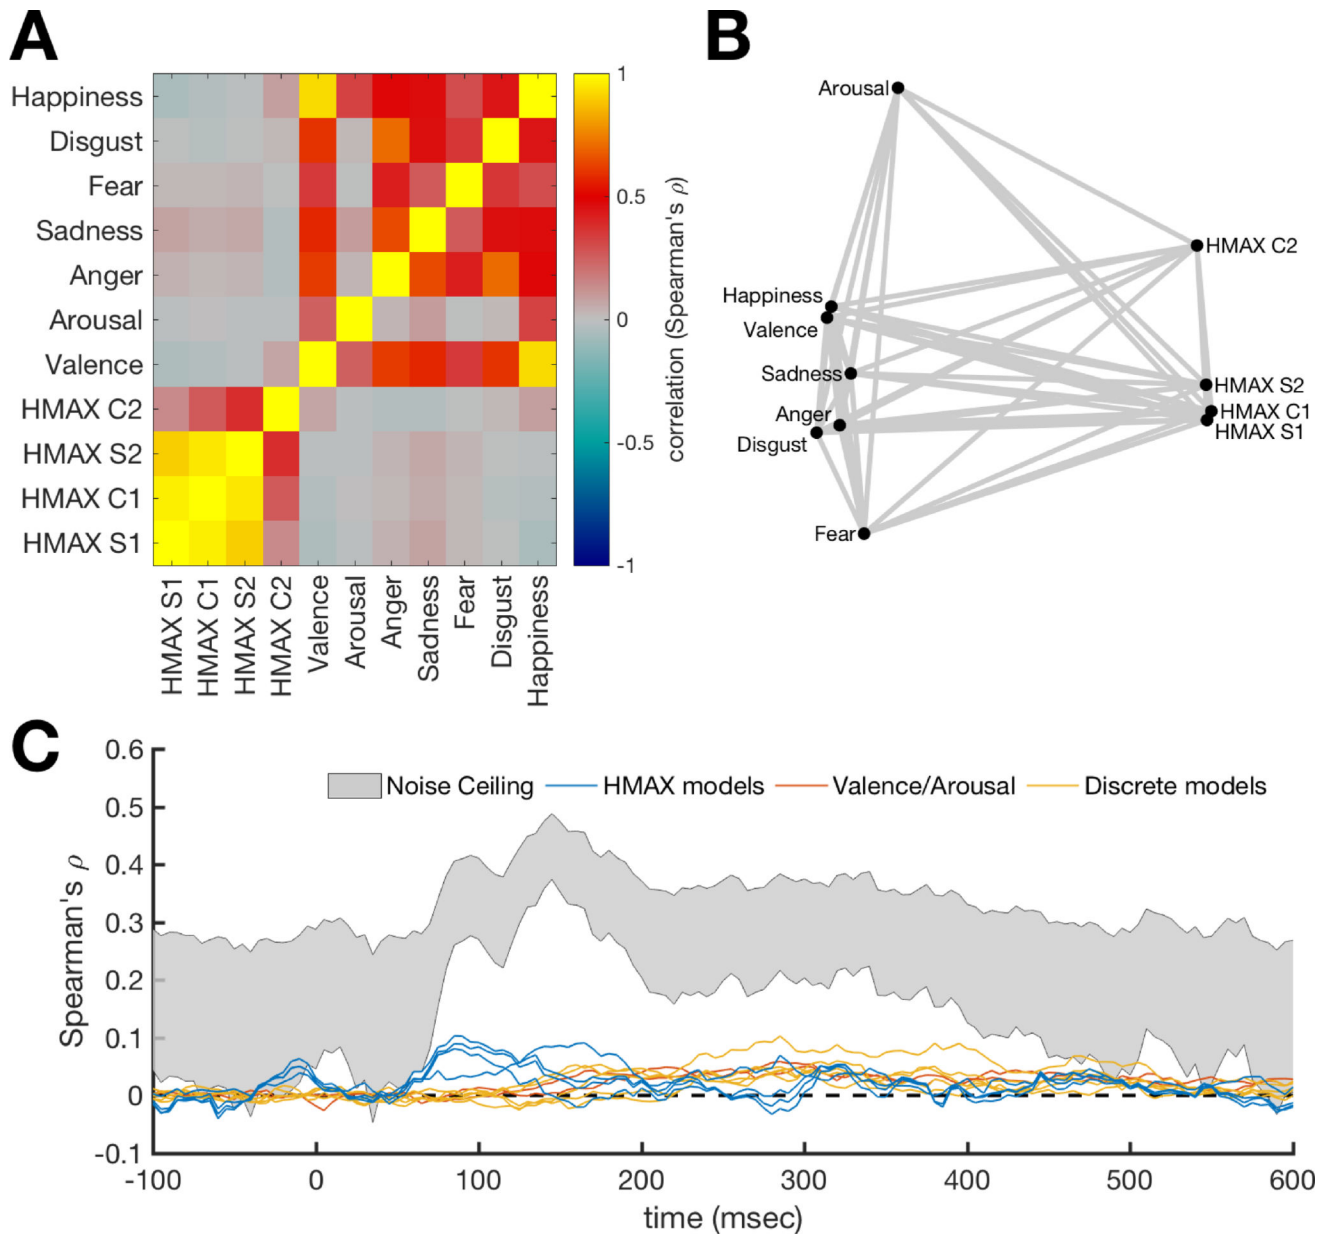 A
Happiness
Disgust
Fear
Sadness
Anger
Arousal
Valence
HMAX C2
HMAX S2
HMAX C1
HMAX S1
HMAX S1
HMAX C1
HMAX S2
HMAX C2
Valence
Arousal
Anger
Sadness
Fear
Disgust
Happiness
1
0.5
0
-0.5
-1
correlation (Spearman's ρ)
B
Arousal
HMAX C2
Happiness
Valence
Sadness
HMAX S2
Anger
HMAX C1
HMAX S1
Disgust
Fear
C
0.6
0.5
0.4
0.3
0.2
0.1
0
-0.1
Spearman's ρ
Noise Ceiling
HMAX models
Valence/Arousal
Discrete models
-100
0
100
200
300
400
500
600
time (msec)